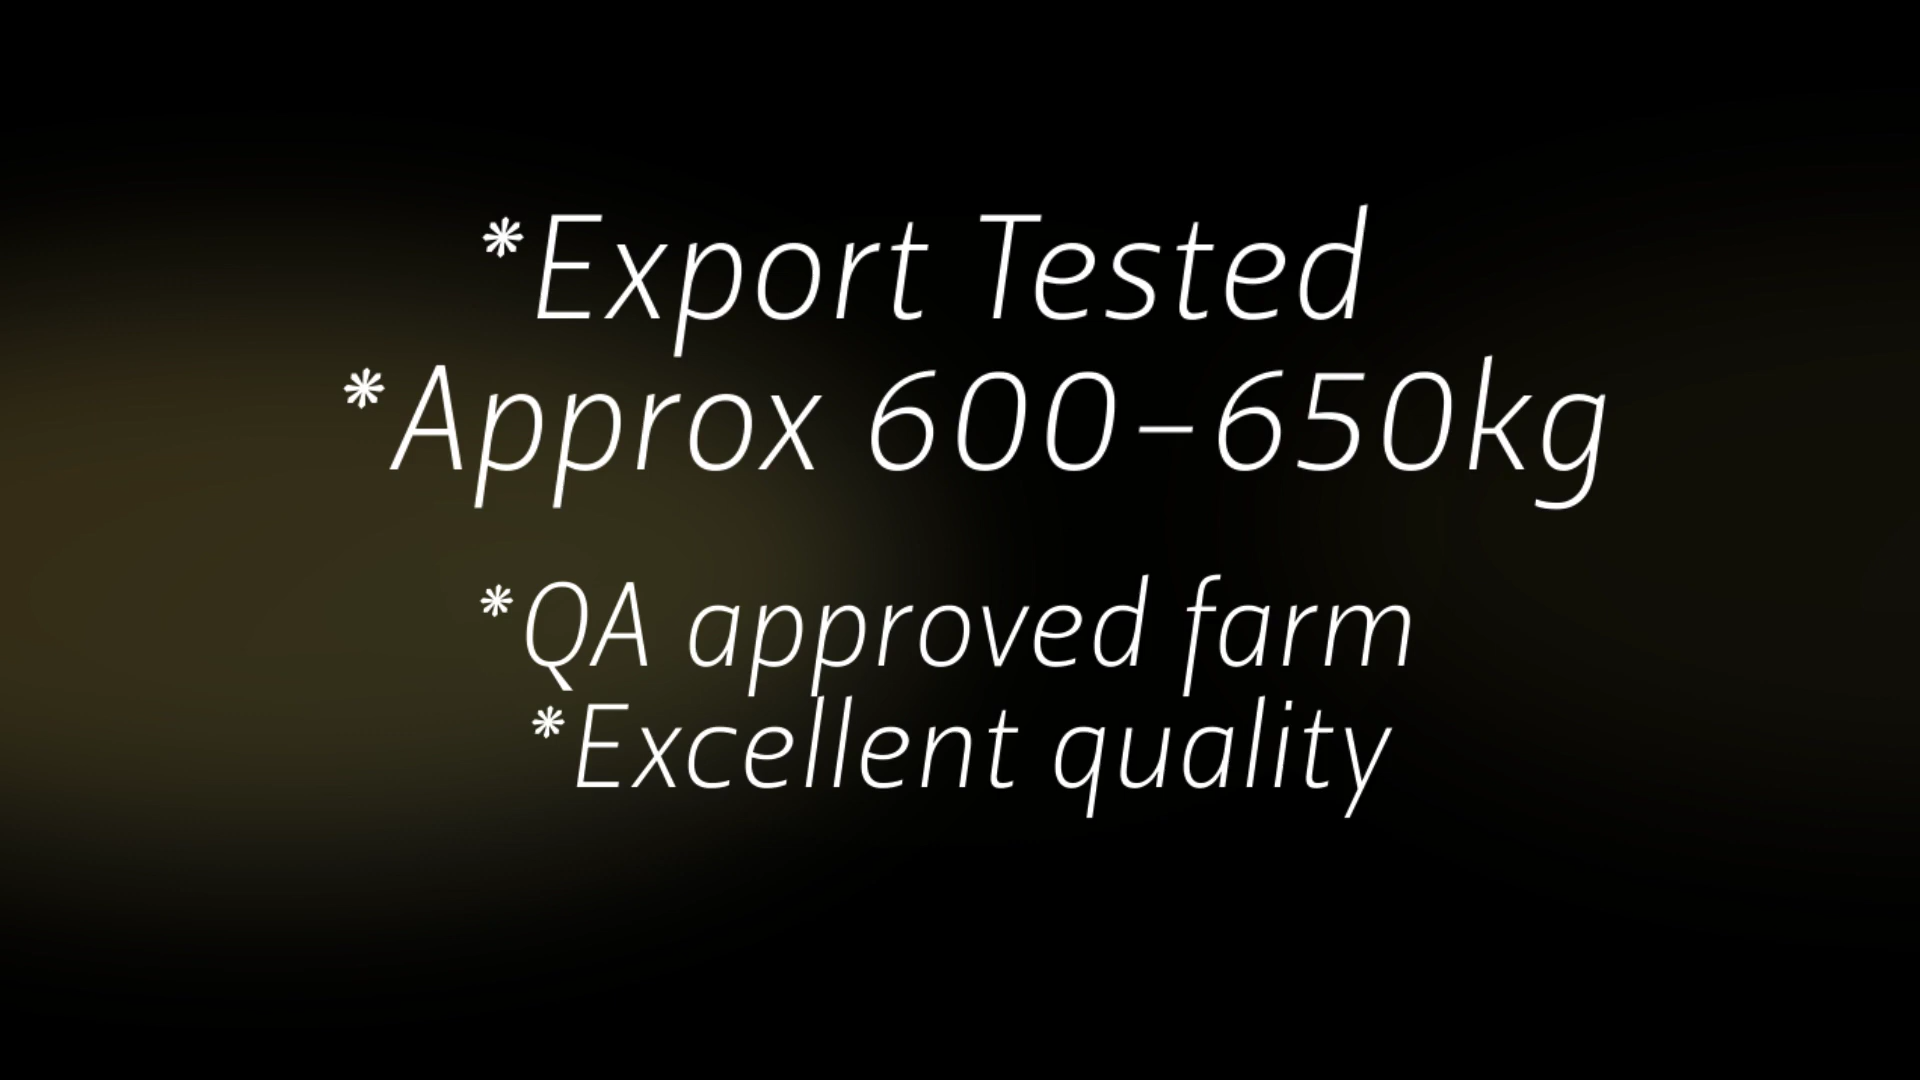 *Export Tested
*Approx 600-650kg
*QA approved farm
*Excellent quality